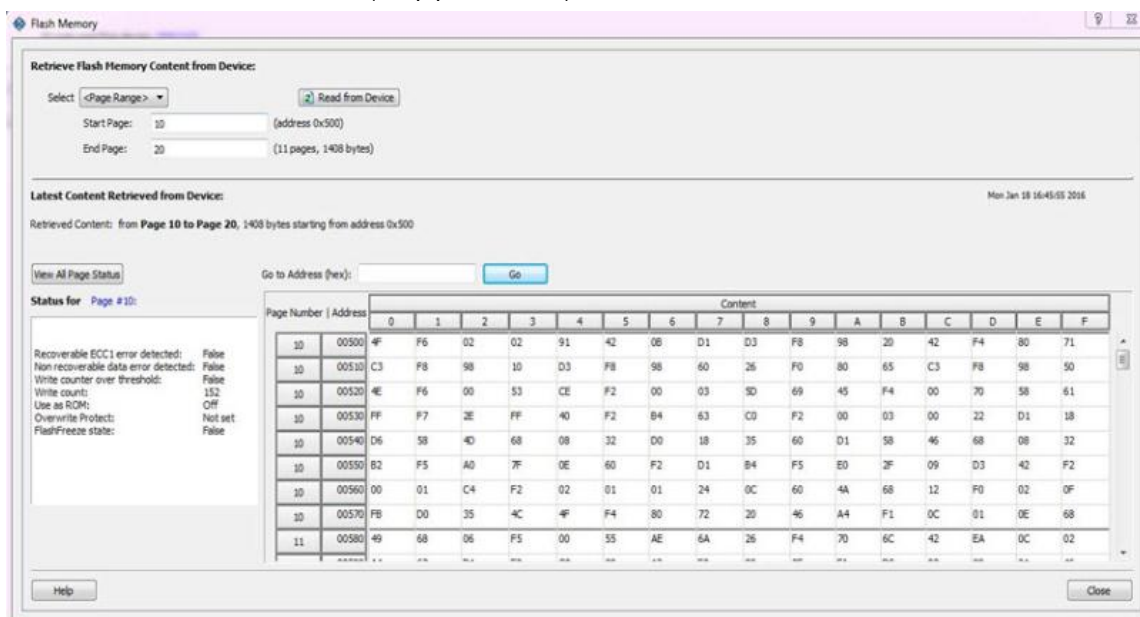 Flash Memory
Retrieve Flash Memory Content from Device:
Select <Page Range> Read from Device
Start Page: 10 (address 0x500)
End Page: 20 (11 pages, 1408 bytes)
Latest Content Retrieved from Device: Mon Jan 18 16:45:55 2016
Retrieved Content: from Page 10 to Page 20, 1408 bytes starting from address 0x500
View All Page Status Go to Address (hex): Go
Status for Page #10:
Recoverable ECC1 error detected: False
Non recoverable data error detected: False
Write counter over threshold: False
Write count: 152
Use as ROM: Off
Overwrite Protect: Not set
FlashFreeze state: False
Page Number | Address Content
0 1 2 3 4 5 6 7 8 9 A B C D E F
10 00500 4F F6 02 02 91 42 0B D1 D3 F8 98 20 42 F4 80 71
10 00510 C3 F8 98 10 D3 F8 98 60 26 F0 80 65 C3 F8 98 50
10 00520 4E F6 00 53 CE F2 00 03 5D 69 45 F4 00 70 58 61
10 00530 FF F7 2E FF 40 F2 B4 63 C0 F2 00 03 00 22 D1 18
10 00540 D6 58 4D 68 08 32 D0 18 35 60 D1 58 46 68 08 32
10 00550 B2 F5 A0 7F 0E 60 F2 D1 B4 F5 E0 2F 09 D3 42 F2
10 00560 00 01 C4 F2 02 01 01 24 0C 60 4A 68 12 F0 02 0F
10 00570 FB D0 35 4C 4F F4 80 72 20 46 A4 F1 0C 01 0E 68
11 00580 49 68 06 F5 00 55 AE 6A 26 F4 70 6C 42 EA 0C 02
Help Close